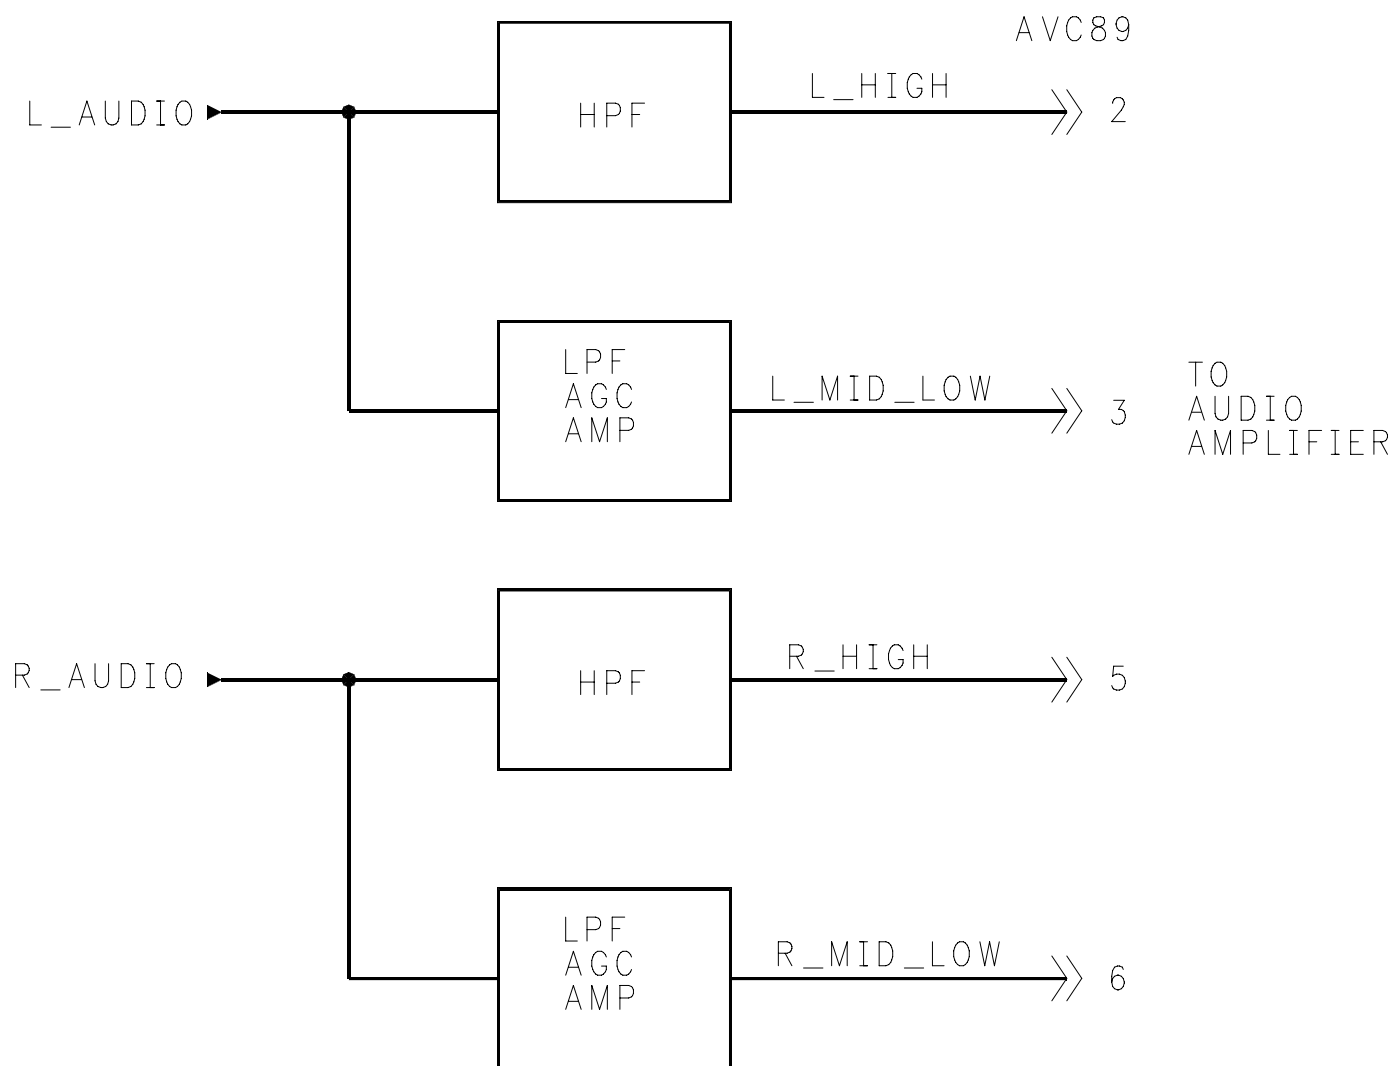 AVC89
L_AUDIO
HPF
L_HIGH
2
LPF
AGC
AMP
L_MID_LOW
3
TO
AUDIO
AMPLIFIER
R_AUDIO
HPF
R_HIGH
5
LPF
AGC
AMP
R_MID_LOW
6